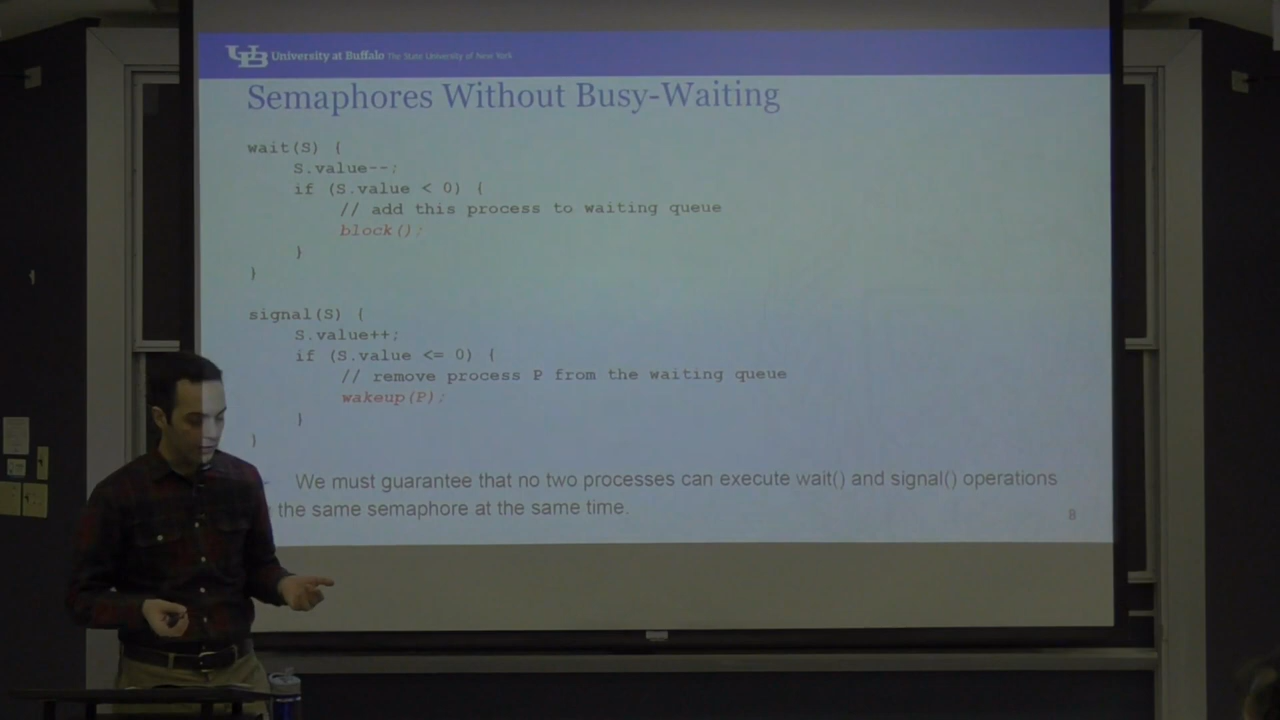 UB University at Buffalo The State University of New York
Semaphores Without Busy-Waiting
wait(S) {
S.value--;
if (S.value < 0) {
// add this process to waiting queue
block();
}
}
signal(S) {
S.value++;
if (S.value <= 0) {
// remove process P from the waiting queue
wakeup(P);
}
}
We must guarantee that no two processes can execute wait() and signal() operations
the same semaphore at the same time.
8